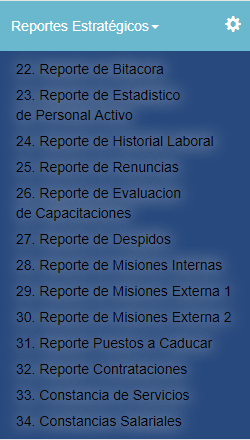 Reportes Estratégicos
22. Reporte de Bitacora
23. Reporte de Estadistico
de Personal Activo
24. Reporte de Historial Laboral
25. Reporte de Renuncias
26. Reporte de Evaluacion
de Capacitaciones
27. Reporte de Despidos
28. Reporte de Misiones Internas
29. Reporte de Misiones Externa 1
30. Reporte de Misiones Externa 2
31. Reporte Puestos a Caducar
32. Reporte Contrataciones
33. Constancia de Servicios
34. Constancias Salariales